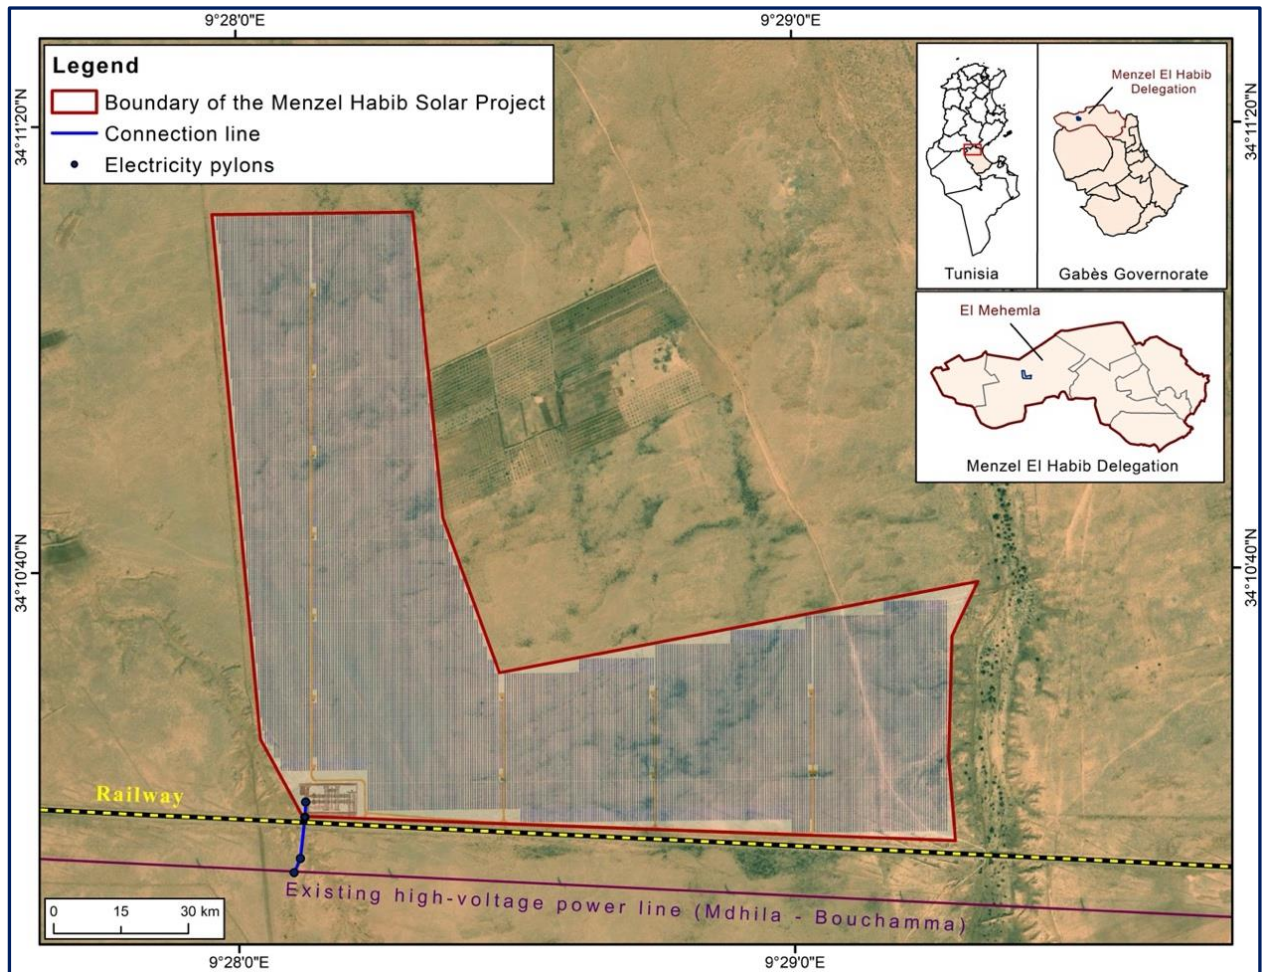 9°28'0"E
9°29'0"E
34°11'20"N
34°11'20"N
Legend
Boundary of the Menzel Habib Solar Project
Connection line
Electricity pylons
Menzel El Habib
Delegation
Tunisia
Gabès Governorate
El Mehemla
Menzel El Habib Delegation
34°10'40"N
34°10'40"N
Railway
Existing high-voltage power line (Mdhila - Bouchamma)
0 15 30 km
9°28'0"E
9°29'0"E